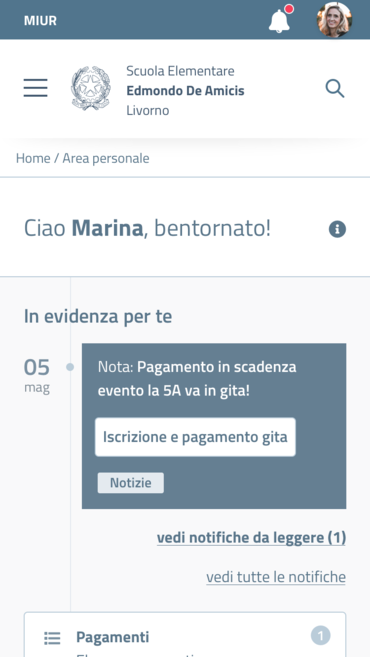 MIUR
Scuola Elementare
Edmondo De Amicis
Livorno
Home / Area personale
Ciao Marina, bentornato!
In evidenza per te
05
mag
Nota: Pagamento in scadenza
evento la 5A va in gita!
Iscrizione e pagamento gita
Notizie
vedi notifiche da leggere (1)
vedi tutte le notifiche
Pagamenti
1